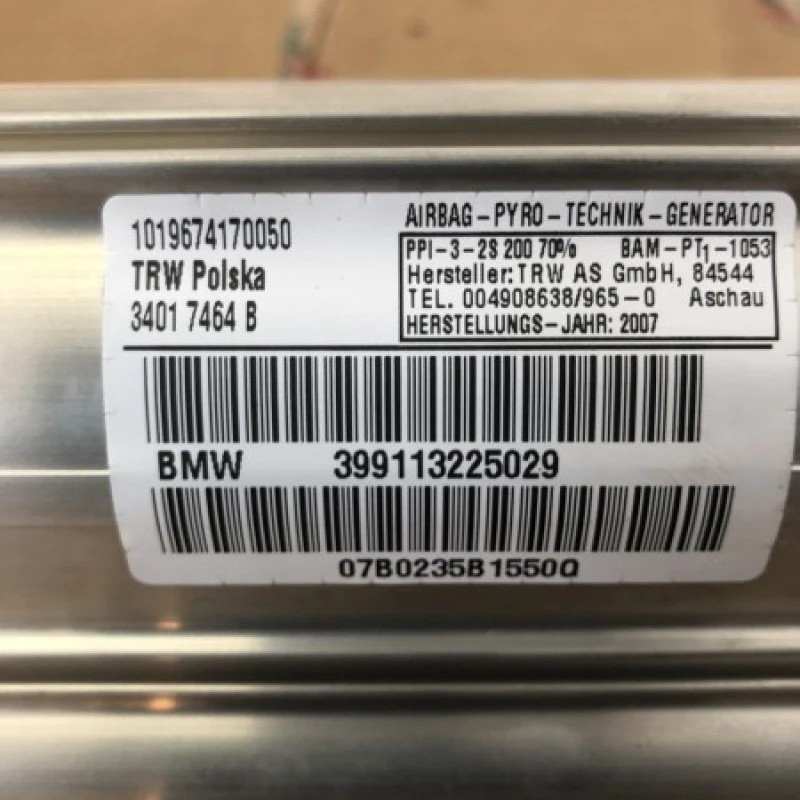 1019674170050
TRW Polska
3401 7464 B
AIRBAG-PYRO-TECHNIK-GENERATOR
PPI-3-2S 200 70% BAM-PT1-1053
Hersteller: TRW AS GmbH, 84544
TEL. 004908638/965-0 Aschau
HERSTELLUNGS-JAHR: 2007
BMW 399113225029
07B0235B1550Q